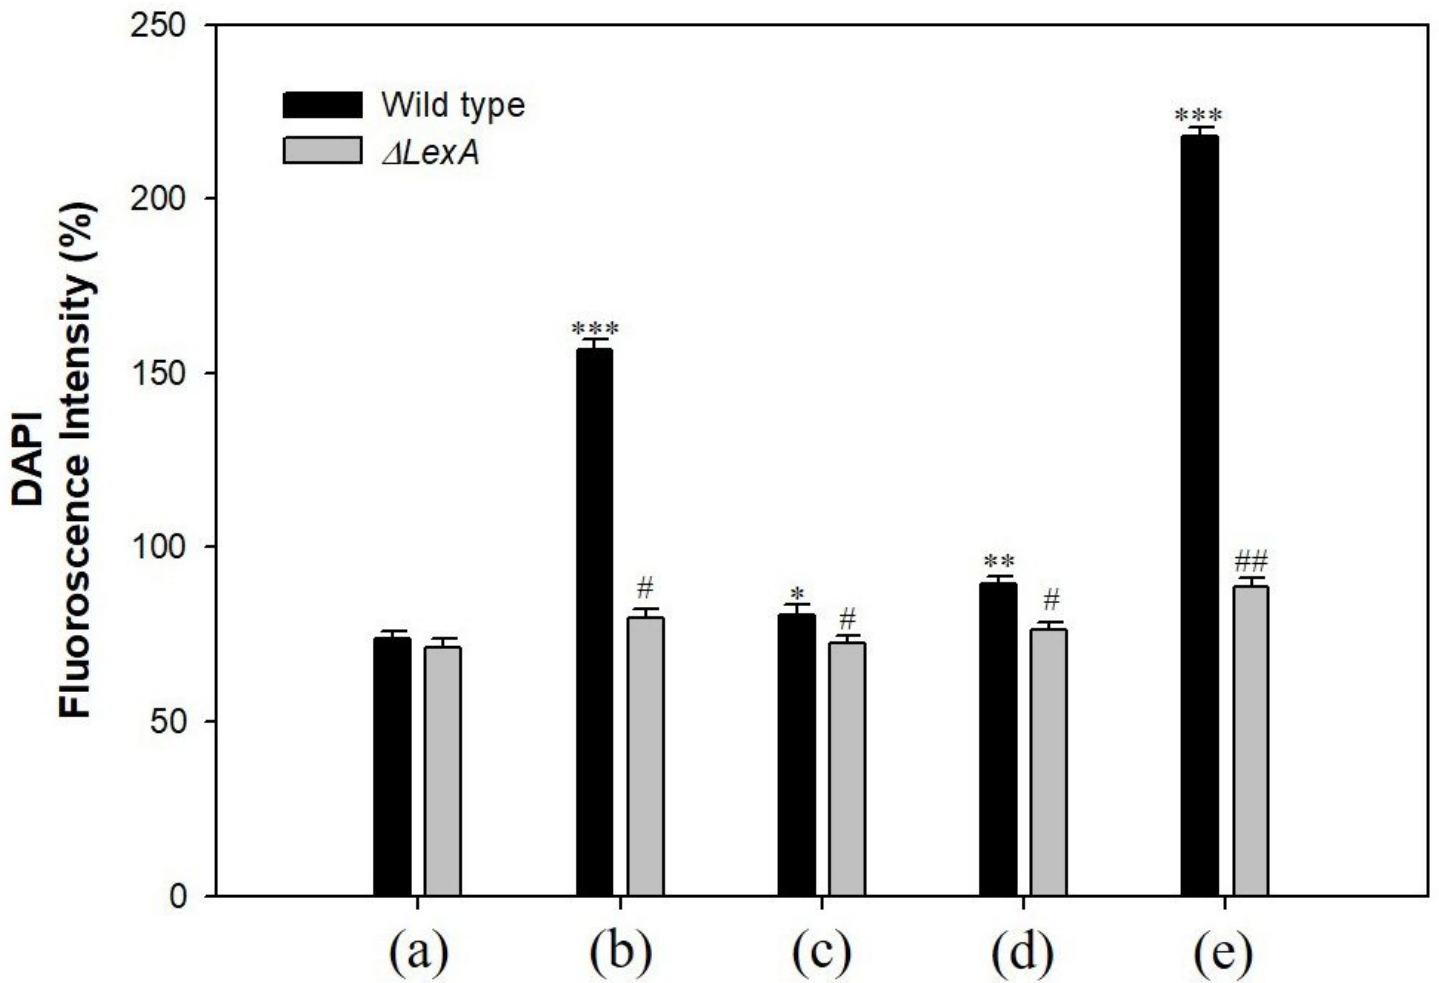 DAPI
Fluoroscence Intensity (%)
250
200
150
100
50
0
Wild type
ΔLexA
***
#
*
#
**
#
***
##
(a) (b) (c) (d) (e)